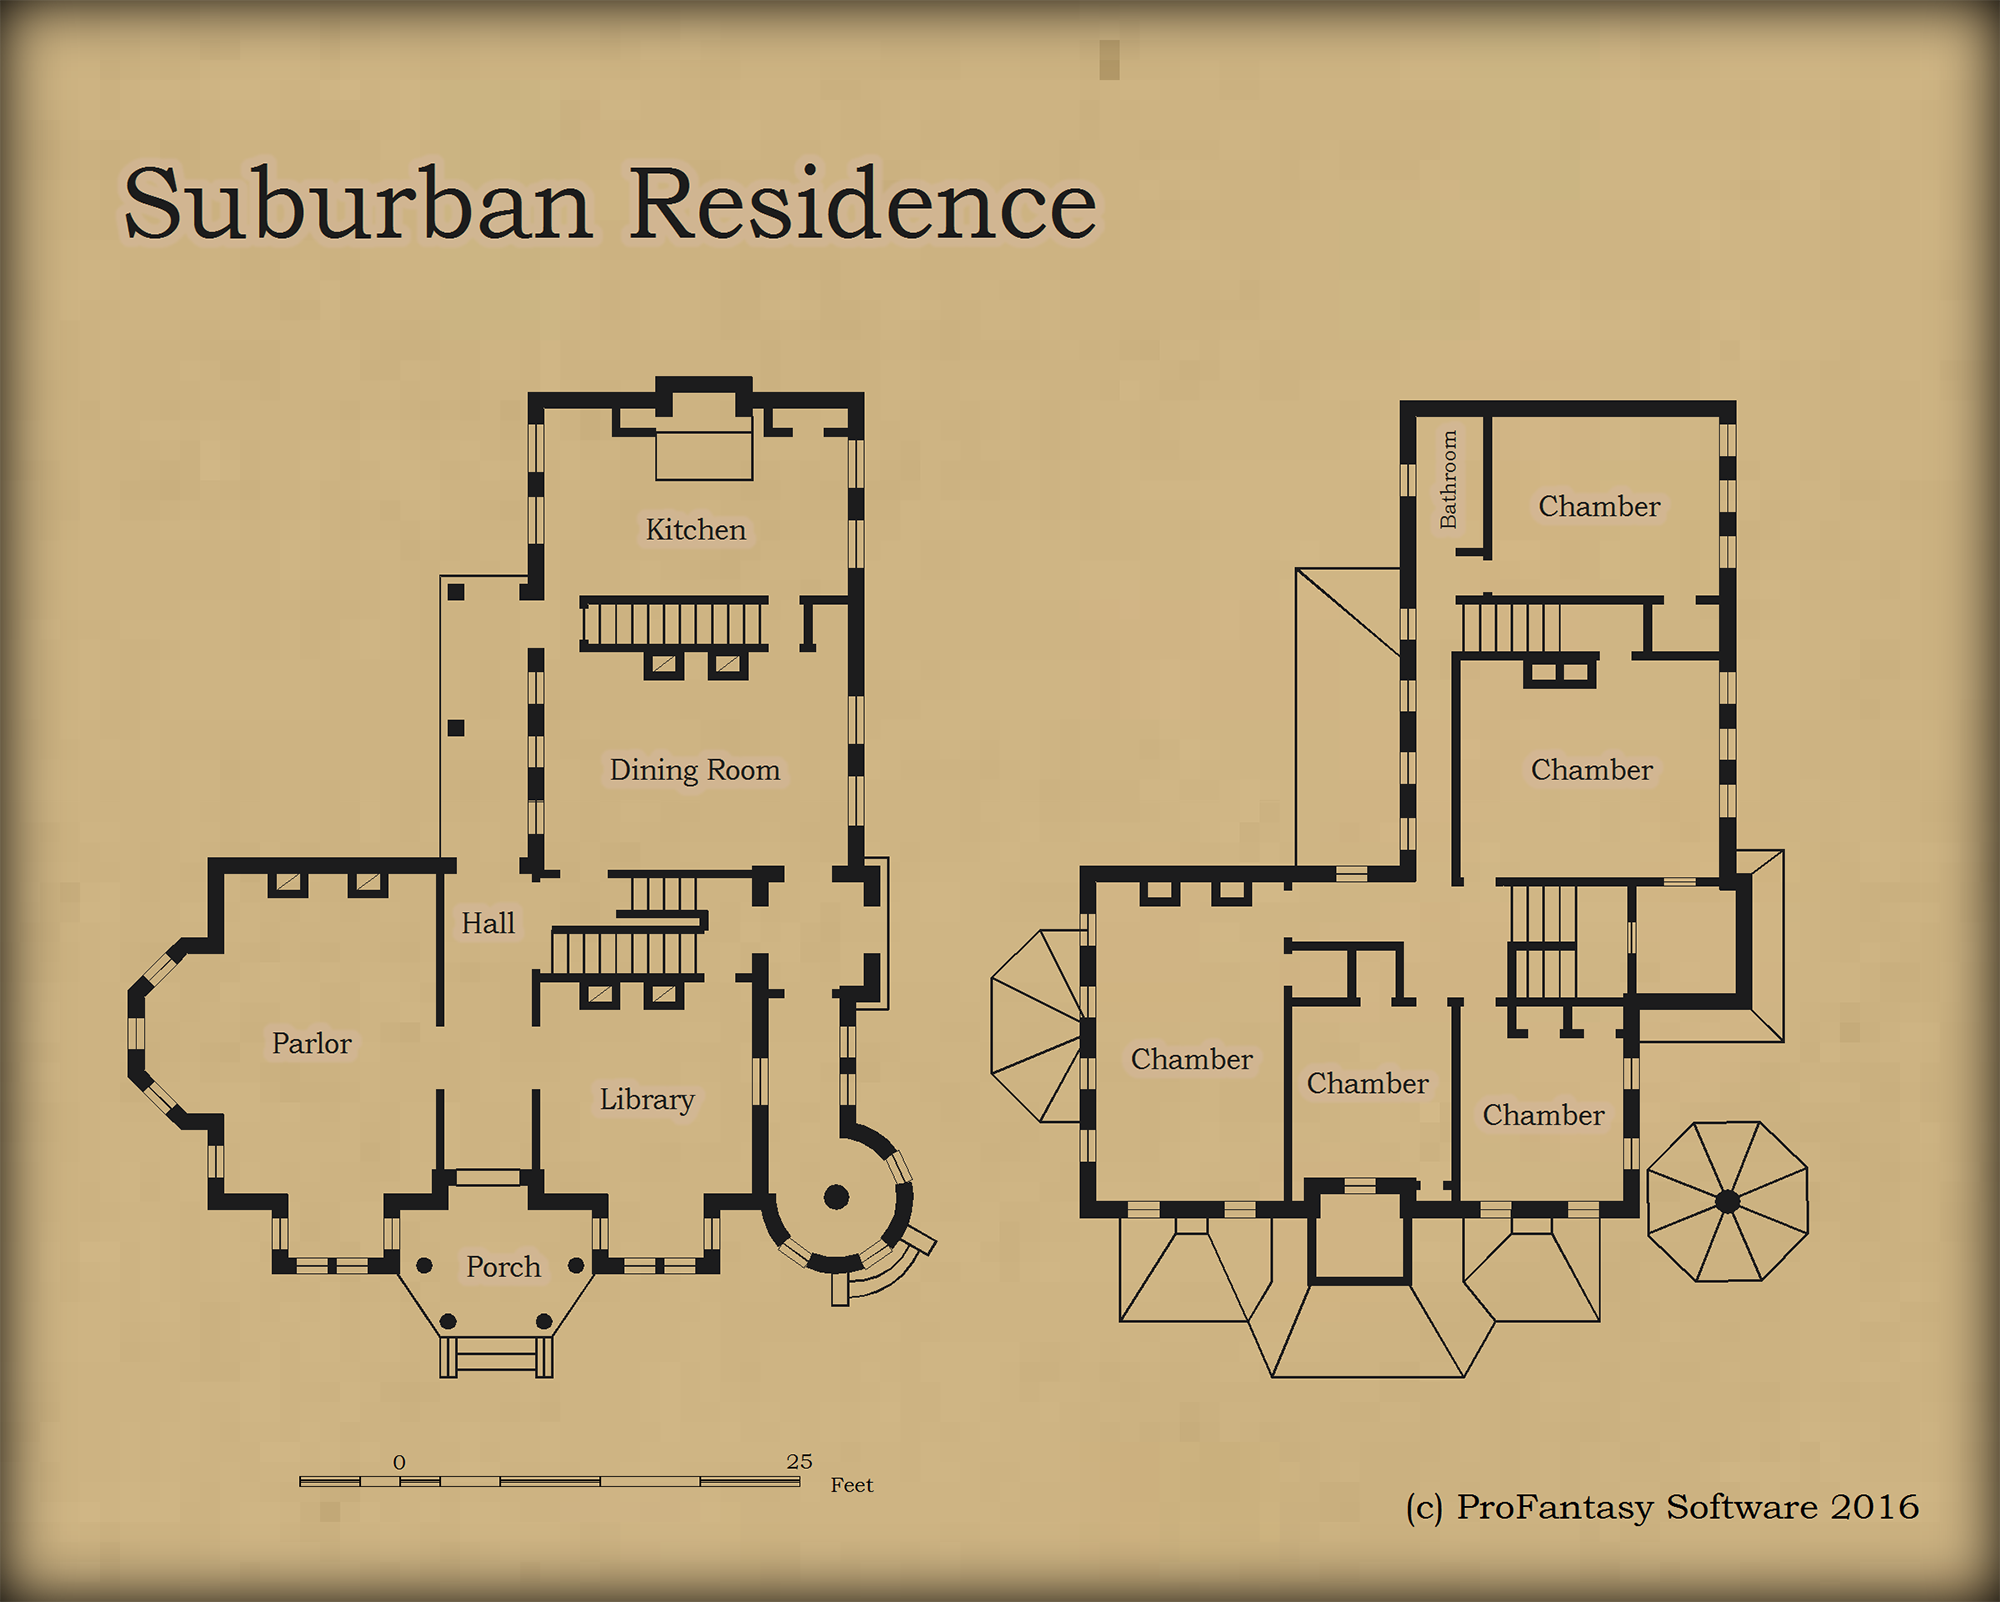 Suburban Residence
Kitchen
Dining Room
Hall
Parlor
Library
Porch
Bathroom
Chamber
Chamber
Chamber
Chamber
Chamber
0
25
Feet
(c) ProFantasy Software 2016